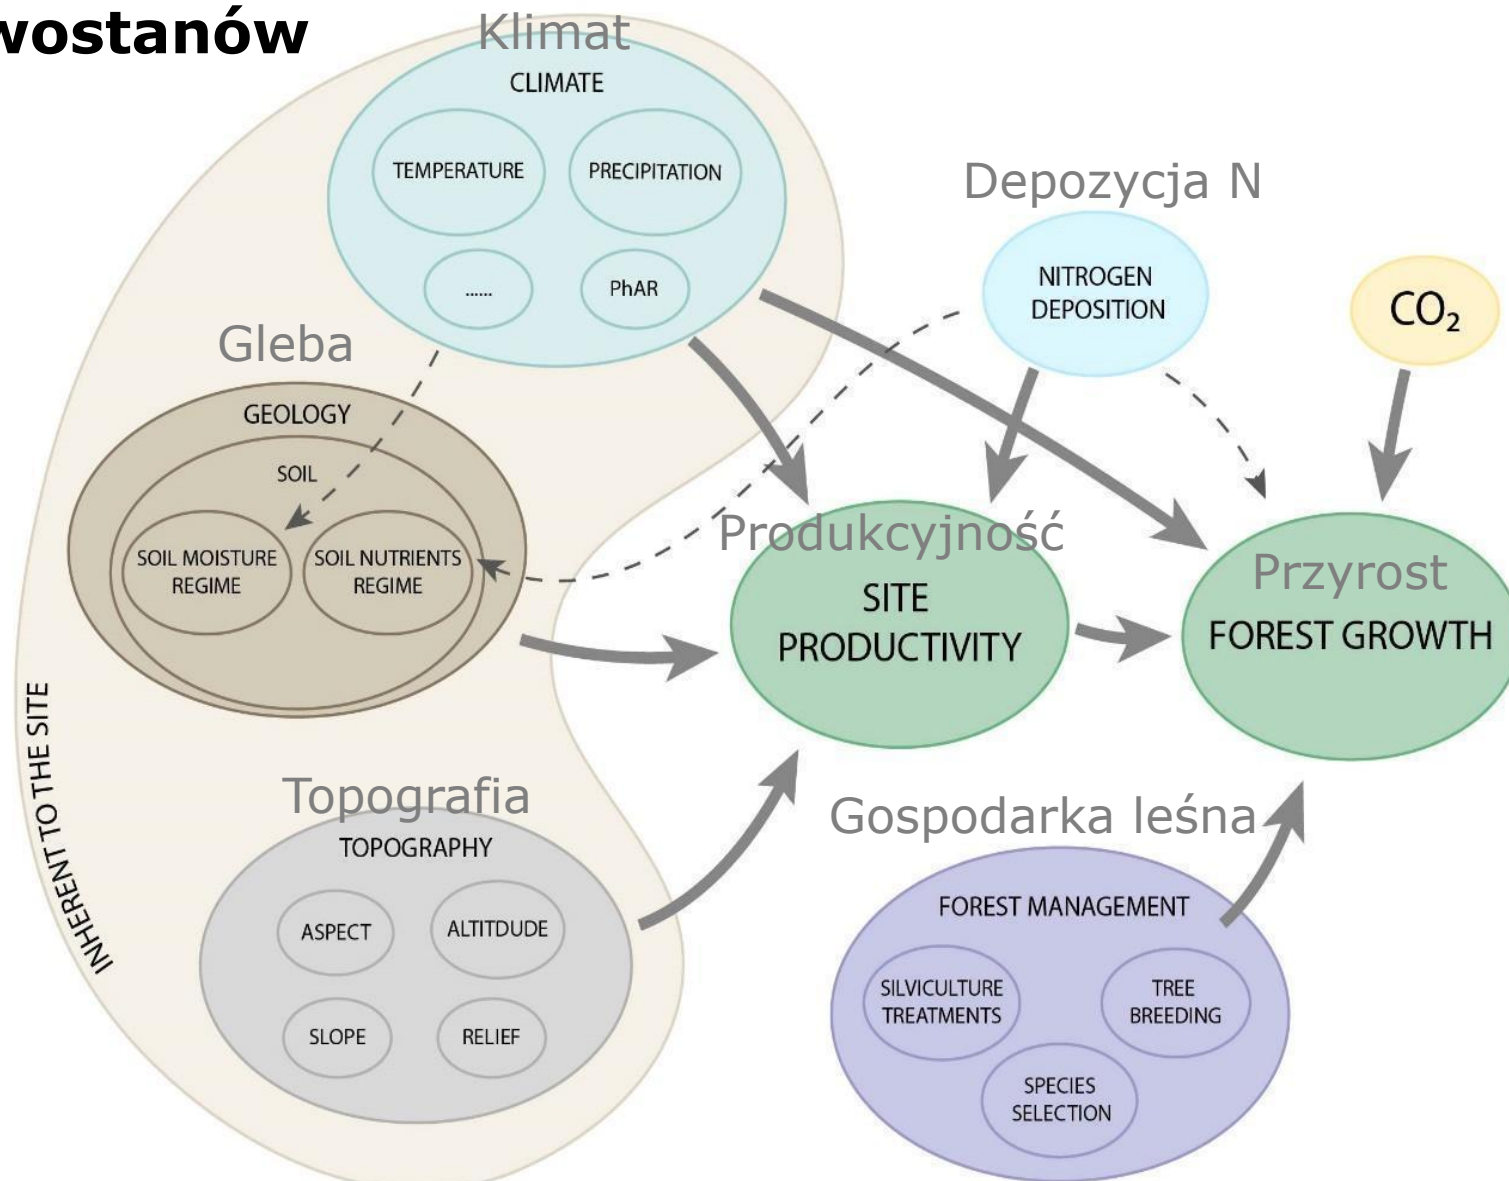 wostanów
Klimat
CLIMATE
TEMPERATURE
PRECIPITATION
......
PhAR
Depozycja N
NITROGEN
DEPOSITION
CO₂
Gleba
GEOLOGY
SOIL
SOIL MOISTURE
REGIME
SOIL NUTRIENTS
REGIME
Produkcyjność
SITE
PRODUCTIVITY
Przyrost
FOREST GROWTH
INHERENT TO THE SITE
Topografia
TOPOGRAPHY
ASPECT
ALTITDUDE
SLOPE
RELIEF
Gospodarka leśna
FOREST MANAGEMENT
SILVICULTURE
TREATMENTS
TREE
BREEDING
SPECIES
SELECTION